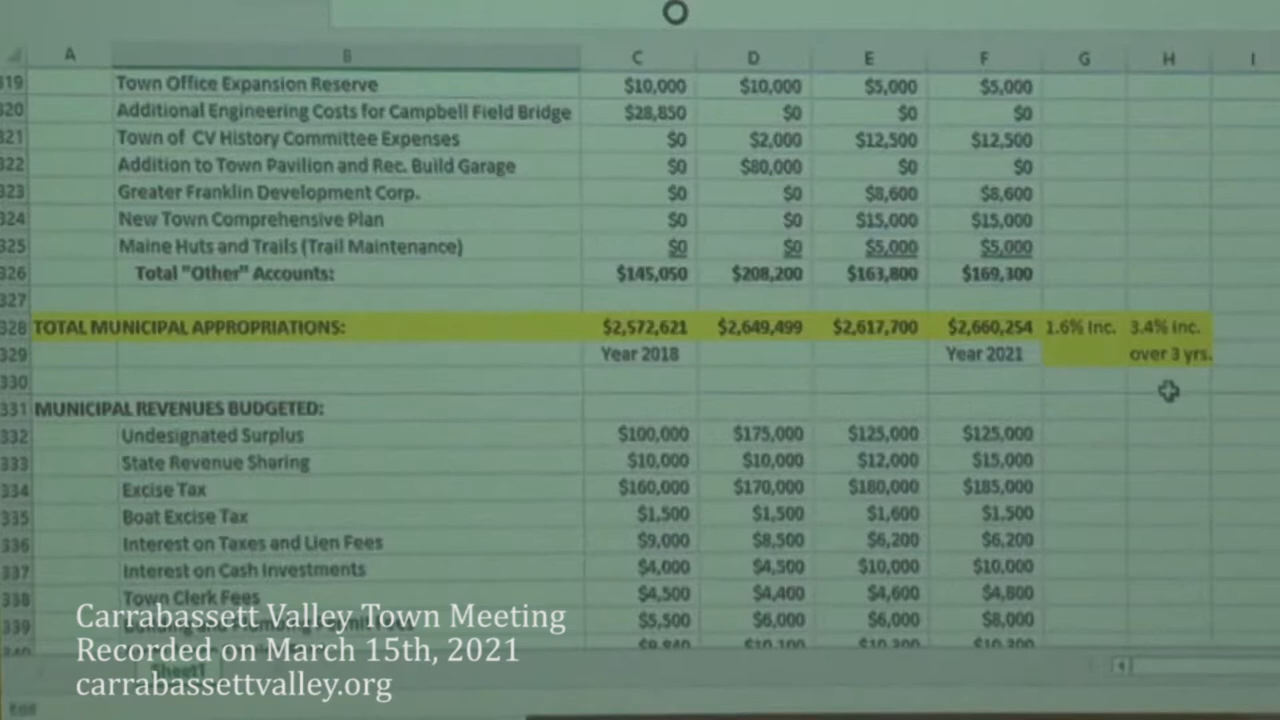 A B C D E F G H I
319 Town Office Expansion Reserve $10,000 $10,000 $5,000 $5,000
320 Additional Engineering Costs for Campbell Field Bridge $28,850 $0 $0 $0
321 Town of CV History Committee Expenses $0 $2,000 $12,500 $12,500
322 Addition to Town Pavilion and Rec. Build Garage $0 $80,000 $0 $0
323 Greater Franklin Development Corp. $0 $0 $8,600 $8,600
324 New Town Comprehensive Plan $0 $0 $15,000 $15,000
325 Maine Huts and Trails (Trail Maintenance) $0 $0 $5,000 $5,000
326 Total "Other" Accounts: $145,050 $208,200 $163,800 $169,300
327
328 TOTAL MUNICIPAL APPROPRIATIONS: $2,572,621 $2,649,499 $2,617,700 $2,660,254 1.6% Inc. 3.4% inc.
329 Year 2018 Year 2021 over 3 yrs.
330
331 MUNICIPAL REVENUES BUDGETED:
332 Undesignated Surplus $100,000 $175,000 $125,000 $125,000
333 State Revenue Sharing $10,000 $10,000 $12,000 $15,000
334 Excise Tax $160,000 $170,000 $180,000 $185,000
335 Boat Excise Tax $1,500 $1,500 $1,600 $1,500
336 Interest on Taxes and Lien Fees $9,000 $8,500 $6,200 $6,200
337 Interest on Cash Investments $4,000 $4,500 $10,000 $10,000
338 Town Clerk Fees $4,500 $4,400 $4,600 $4,800
339 $5,500 $6,000 $6,000 $8,000
Carrabassett Valley Town Meeting
Recorded on March 15th, 2021
carrabassettvalley.org
Sheet1